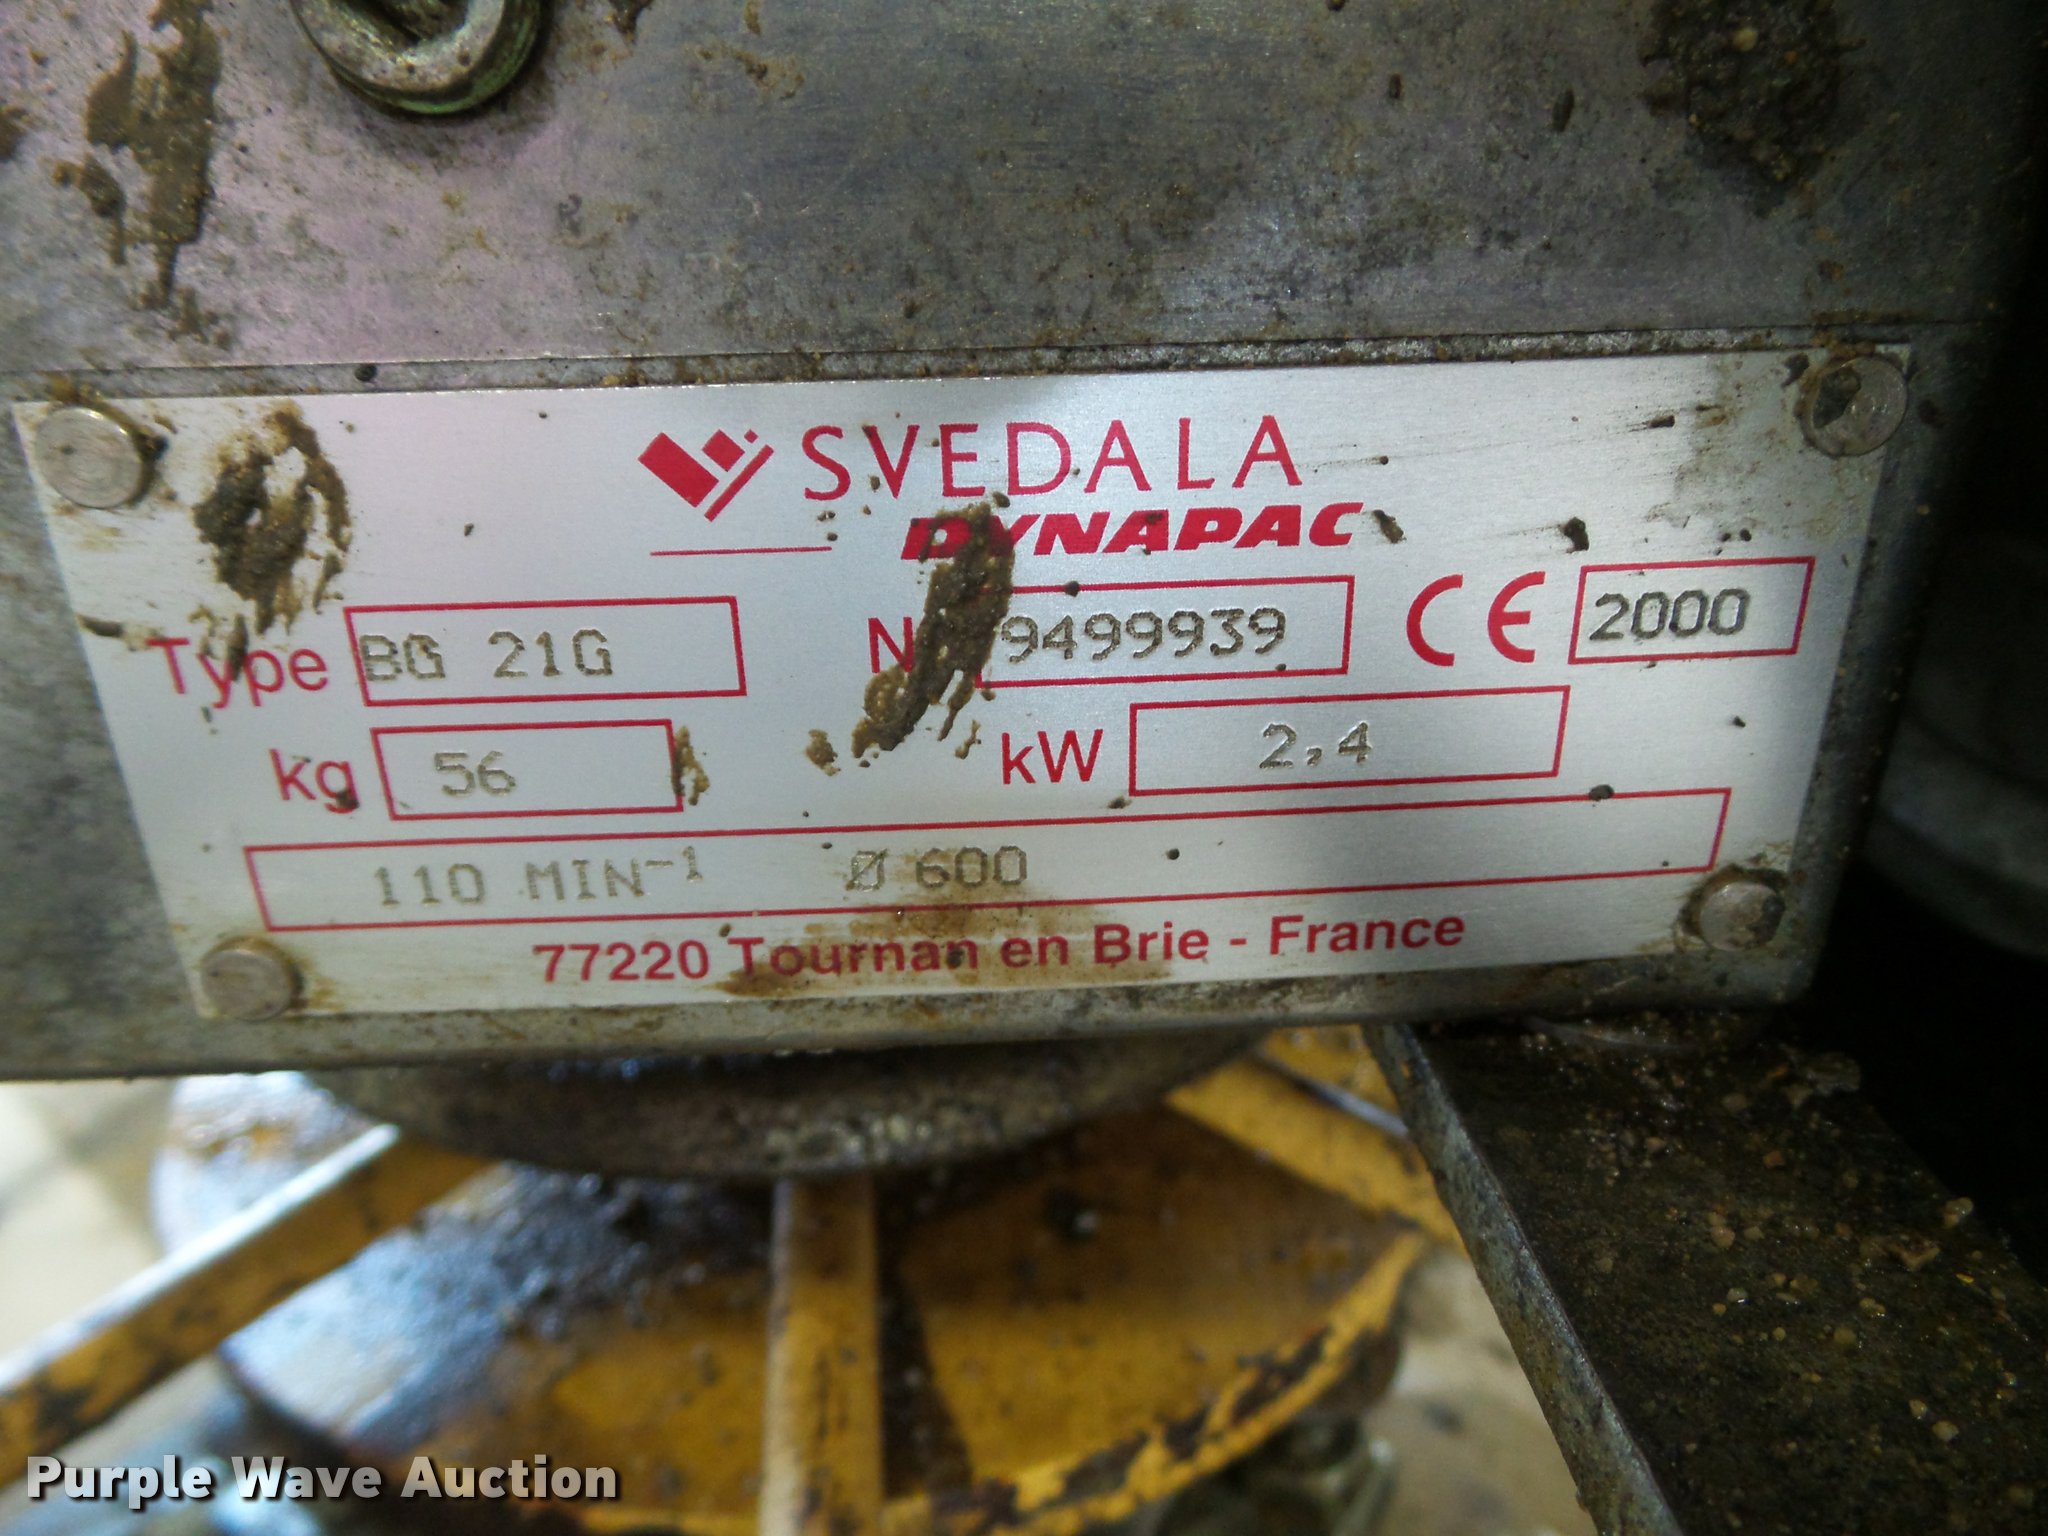 SVEDALA
DYNAPAC
Type BG 21G N 9499939 CE 2000
kg 56 kW 2,4
110 MIN⁻¹ Ø 600
77220 Tournan en Brie - France
Purple Wave Auction